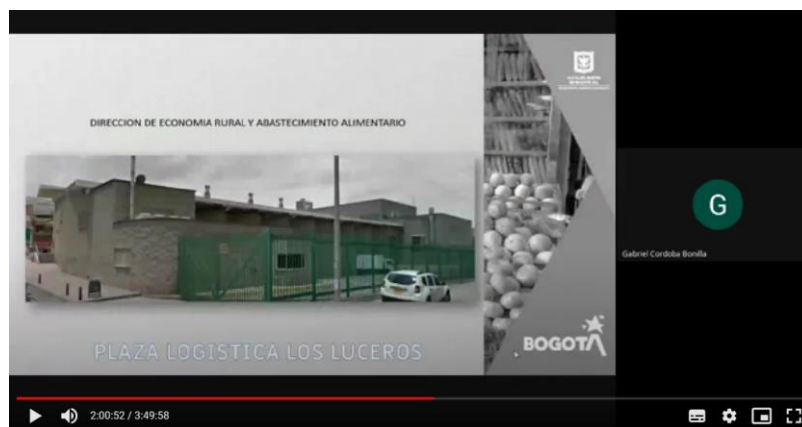 DIRECCION DE ECONOMIA RURAL Y ABASTECIMIENTO ALIMENTARIO
PLAZA LOGISTICA LOS LUCEROS
BOGOTÁ
G
Gabriel Cordoba Bonilla
2:00:52 / 3:49:58